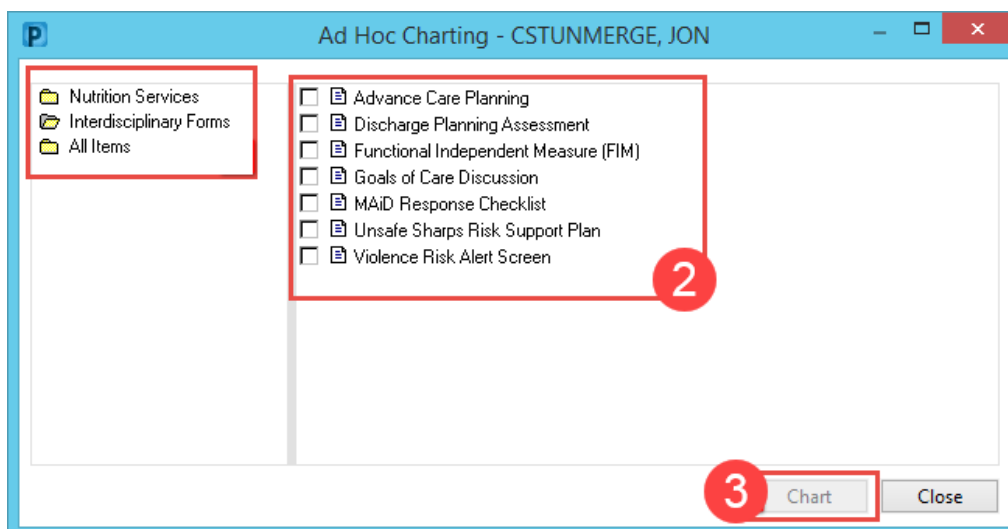 P
Ad Hoc Charting - CSTUNMERGE, JON
Nutrition Services
Interdisciplinary Forms
All Items
Advance Care Planning
Discharge Planning Assessment
Functional Independent Measure (FIM)
Goals of Care Discussion
MAiD Response Checklist
Unsafe Sharps Risk Support Plan
Violence Risk Alert Screen
2
3
Chart
Close